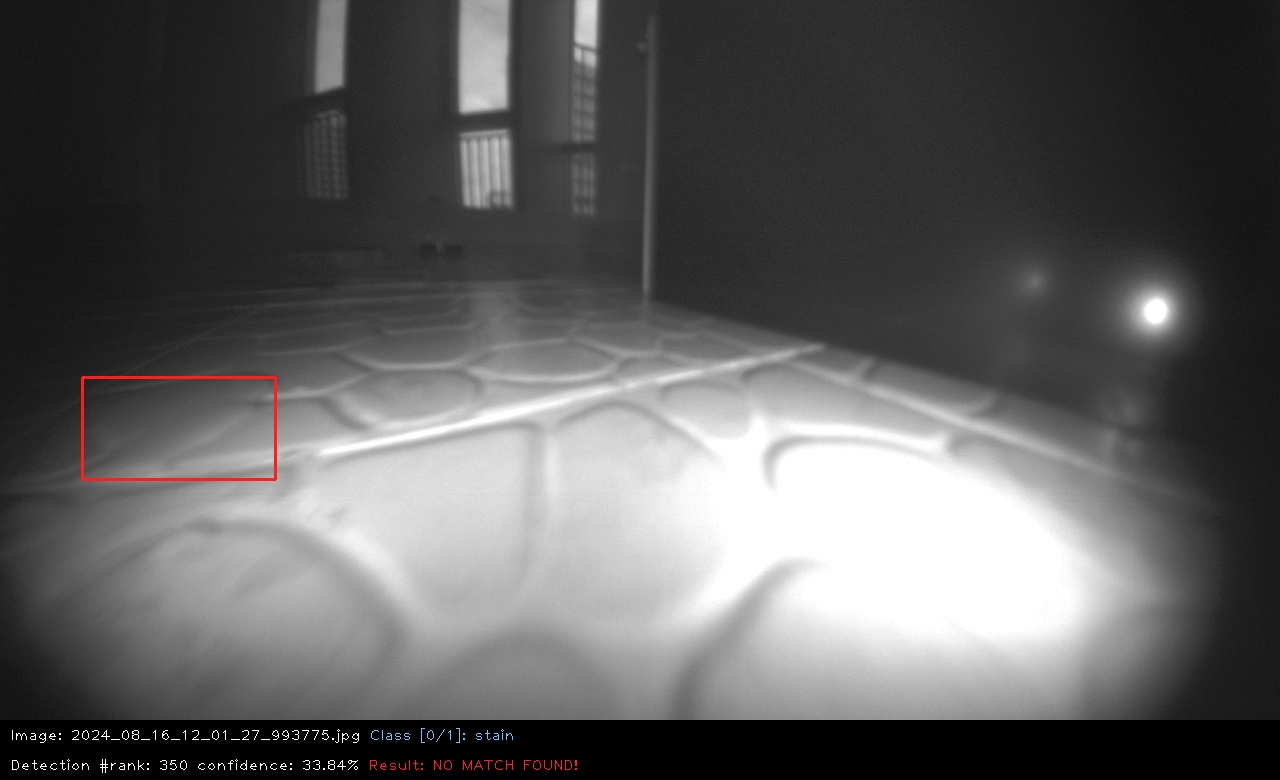 Image: 2024_08_16_12_01_27_993775.jpg Class [0/1]: stain
Detection #rank: 350 confidence: 33.84% Result: NO MATCH FOUND!